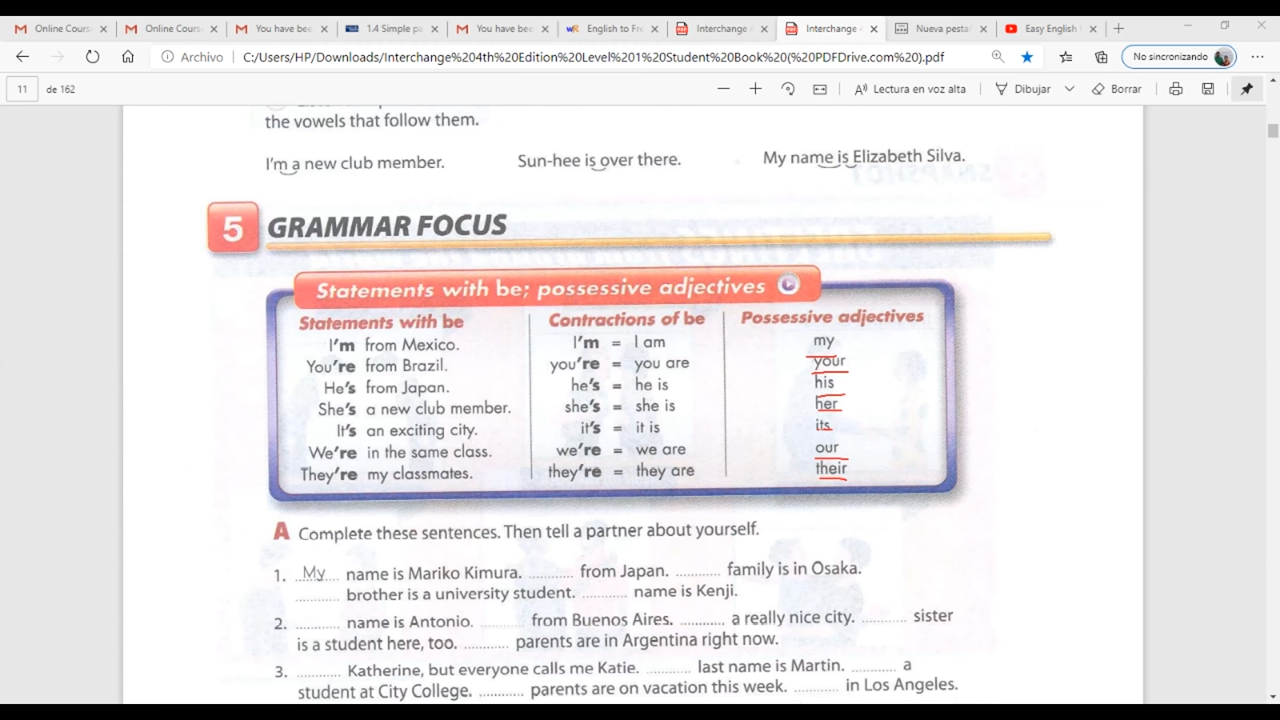 Online Cours
Online Cours
You have bee
1.4 Simple pa
You have bee
English to Fre
Interchange
Interchange
Nueva pestañ
Easy English
Archivo C:/Users/HP/Downloads/Interchange%204th%20Edition%20Level%201%20Student%20Book%20(%20PDFDrive.com%20).pdf No sincronizando
11 de 162 Lectura en voz alta Dibujar Borrar
the vowels that follow them.
I'm a new club member. Sun-hee is over there. My name is Elizabeth Silva.
5 GRAMMAR FOCUS
Statements with be; possessive adjectives
Statements with be Contractions of be Possessive adjectives
I'm from Mexico. I'm = I am my
You're from Brazil. you're = you are your
He's from Japan. he's = he is his
She's a new club member. she's = she is her
It's an exciting city. it's = it is its
We're in the same class. we're = we are our
They're my classmates. they're = they are their
A Complete these sentences. Then tell a partner about yourself.
1. My name is Mariko Kimura. .......... from Japan. .......... family is in Osaka.
.......... brother is a university student. .......... name is Kenji.
2. .......... name is Antonio. .......... from Buenos Aires. .......... a really nice city. .......... sister
is a student here, too. .......... parents are in Argentina right now.
3. .......... Katherine, but everyone calls me Katie. .......... last name is Martin. .......... a
student at City College. .......... parents are on vacation this week. .......... in Los Angeles.